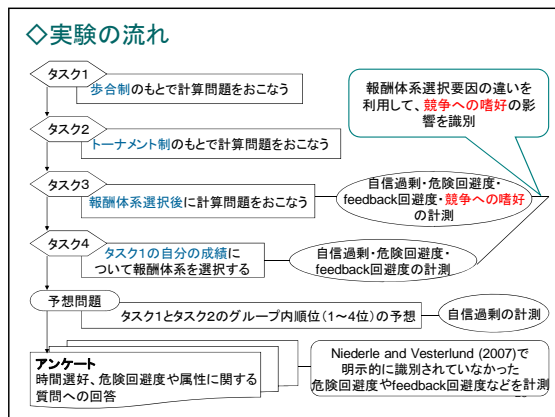 ◇実験の流れ
タスク1
歩合制のもとで計算問題をおこなう
報酬体系選択要因の違いを
利用して、競争への嗜好の影
響を識別
タスク2
トーナメント制のもとで計算問題をおこなう
タスク3
報酬体系選択後に計算問題をおこなう
自信過剰・危険回避度・
feedback回避度・競争への嗜好
の計測
タスク4
タスク1の自分の成績に
ついて報酬体系を選択する
自信過剰・危険回避度・
feedback回避度の計測
予想問題
タスク1とタスク2のグループ内順位(1~4位)の予想
自信過剰の計測
アンケート
時間選好、危険回避度や属性に関する
質問への回答
Niederle and Vesterlund (2007)で
明示的に識別されていなかった
危険回避度やfeedback回避度などを計測